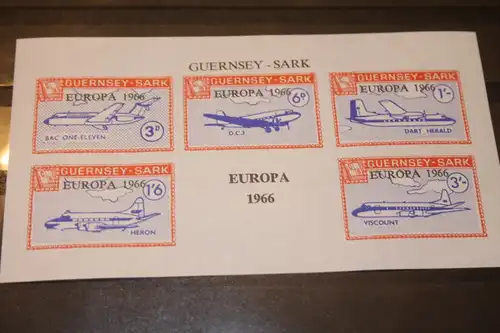 GUERNSEY - SARK
GUERNSEY-SARK
EUROPA 1966
3D
BAC ONE-ELEVEN
GUERNSEY-SARK
EUROPA 1966
6D
D.C.3
GUERNSEY-SARK
EUROPA 1966
1/-
DART HERALD
GUERNSEY-SARK
EUROPA 1966
1'6
HERON
EUROPA
1966
GUERNSEY-SARK
EUROPA 1966
3/-
VISCOUNT